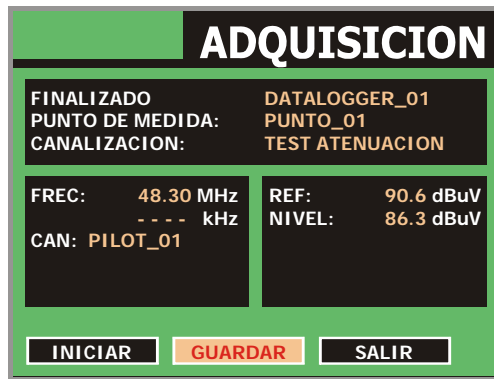 ADQUISICION
FINALIZADO DATALOGGER_01
PUNTO DE MEDIDA: PUNTO_01
CANALIZACION: TEST ATENUACION
FREC: 48.30 MHz
---- kHz
CAN: PILOT_01
REF: 90.6 dBuV
NIVEL: 86.3 dBuV
INICIAR GUARDAR SALIR